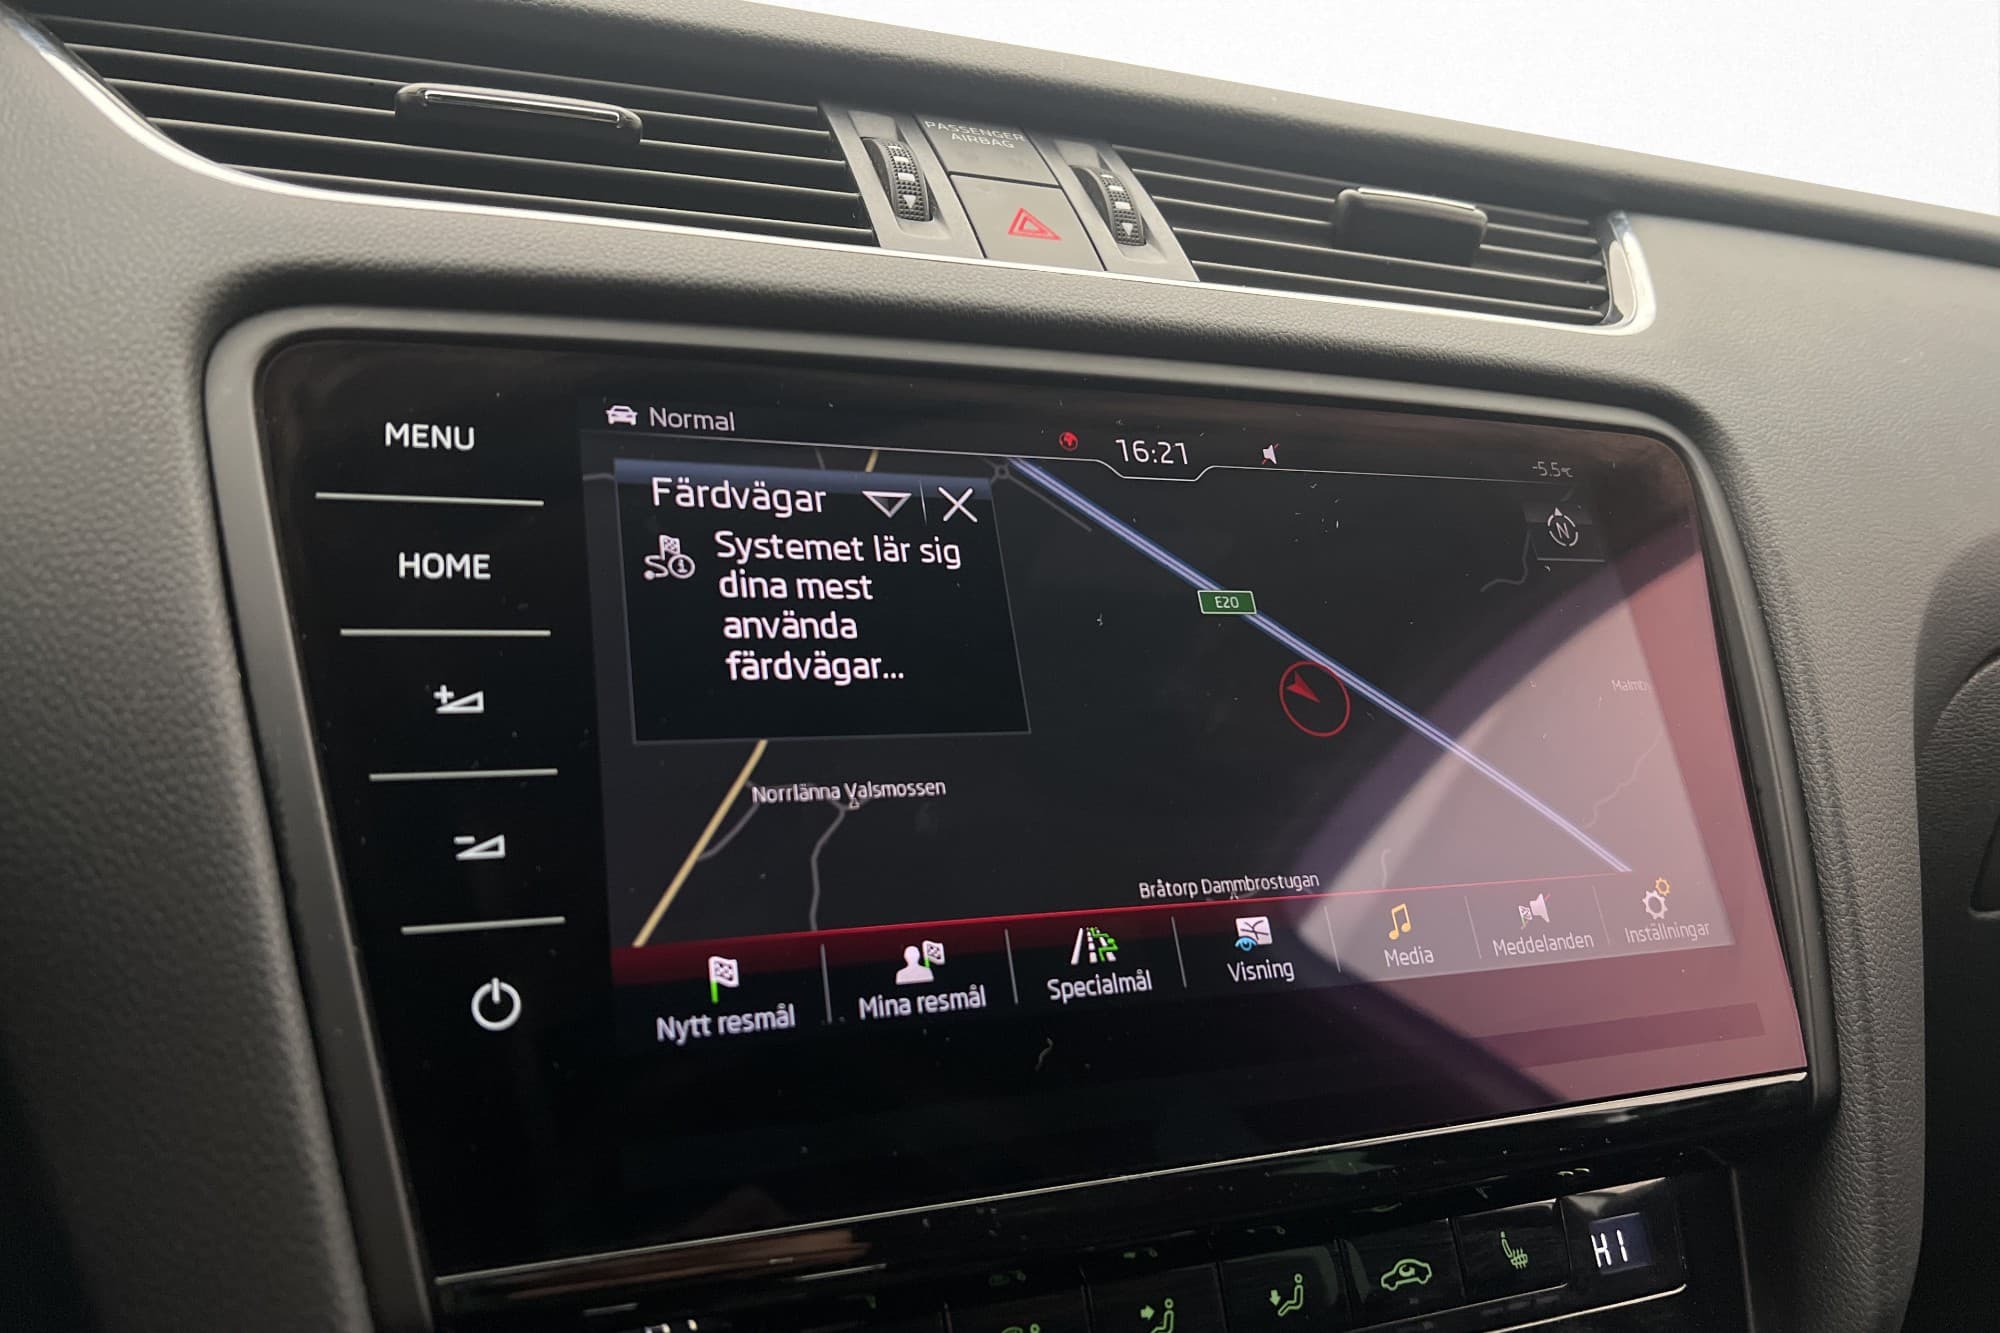 PASSENGER
AIRBAG
MENU
HOME
Normal
16:21
-5.5°C
Färdvägar
Systemet lär sig
dina mest
använda
färdvägar...
N
E20
Norrlänna Valsmossen
Bråtorp Dammbrostugan
Nytt resmål
Mina resmål
Specialmål
Visning
Media
Meddelanden
Inställningar
HI